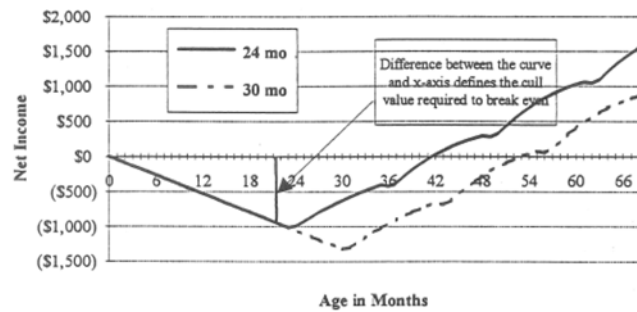 $2,000
$1,500
$1,000
$500
$0
($500)
($1,000)
($1,500)
Net Income
24 mo
30 mo
Difference between the curve
and x-axis defines the cull
value required to break even
0 6 12 18 24 30 36 42 48 54 60 66
Age in Months